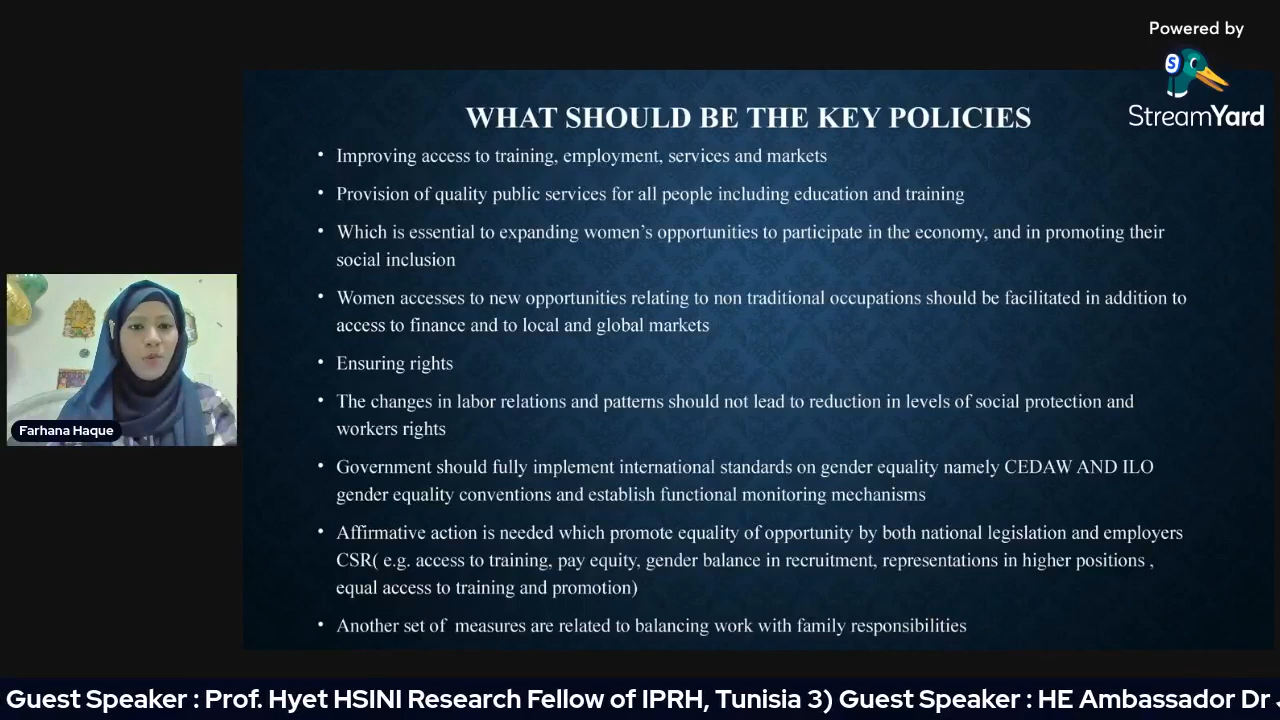 Powered by
S
StreamYard
WHAT SHOULD BE THE KEY POLICIES
• Improving access to training, employment, services and markets
• Provision of quality public services for all people including education and training
• Which is essential to expanding women's opportunities to participate in the economy, and in promoting their
social inclusion
• Women accesses to new opportunities relating to non traditional occupations should be facilitated in addition to
access to finance and to local and global markets
• Ensuring rights
• The changes in labor relations and patterns should not lead to reduction in levels of social protection and
workers rights
• Government should fully implement international standards on gender equality namely CEDAW AND ILO
gender equality conventions and establish functional monitoring mechanisms
• Affirmative action is needed which promote equality of opportunity by both national legislation and employers
CSR( e.g. access to training, pay equity, gender balance in recruitment, representations in higher positions ,
equal access to training and promotion)
• Another set of measures are related to balancing work with family responsibilities
Farhana Haque
Guest Speaker : Prof. Hyet HSINI Research Fellow of IPRH, Tunisia 3) Guest Speaker : HE Ambassador Dr